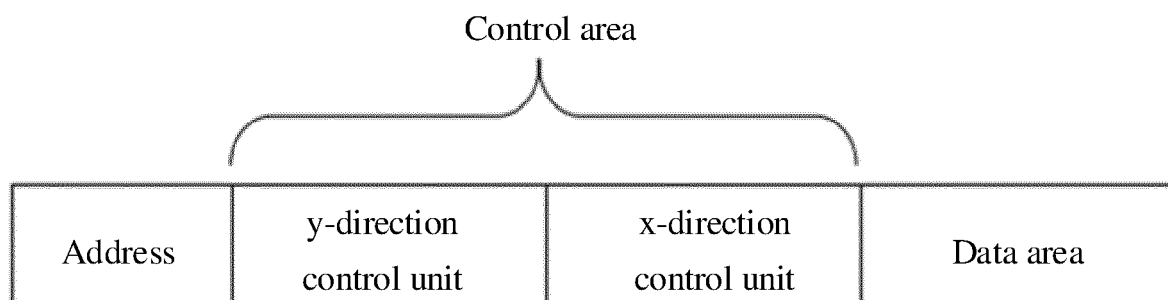 Control area
Address
y-direction
control unit
x-direction
control unit
Data area